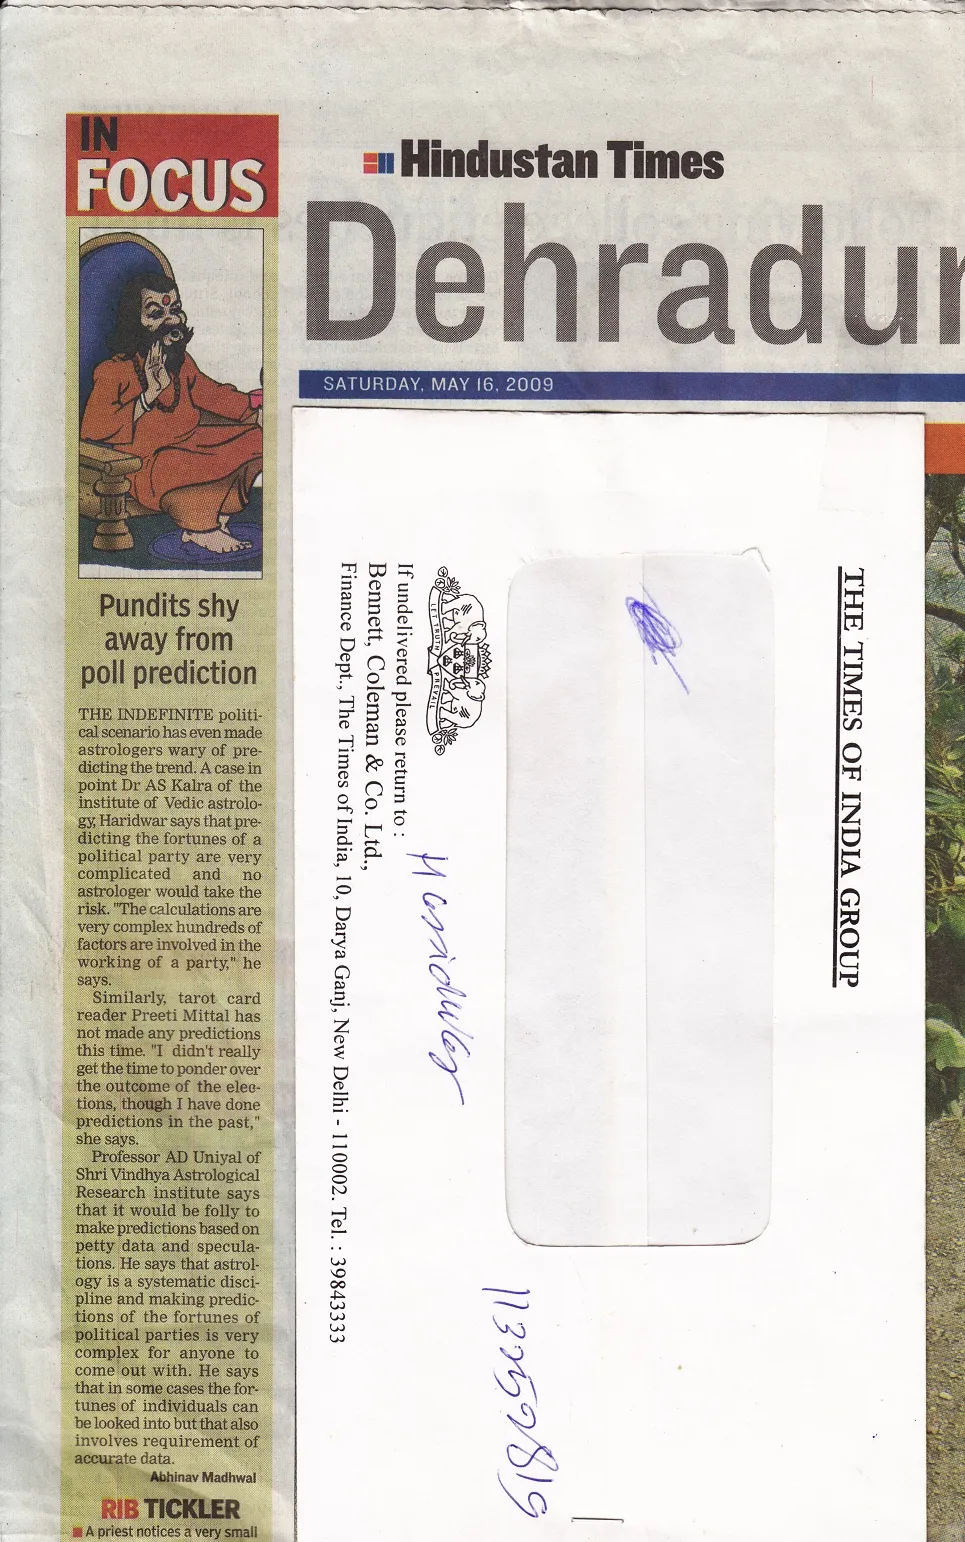 IN
FOCUS
Hindustan Times
Dehradun
SATURDAY, MAY 16, 2009
Pundits shy
away from
poll prediction
THE INDEFINITE politi-
cal scenario has even made
astrologers wary of pre-
dicting the trend. A case in
point Dr AS Kalra of the
institute of Vedic astrolo-
gy, Haridwar says that pre-
dicting the fortunes of a
political party are very
complicated and no
astrologer would take the
risk. "The calculations are
very complex hundreds of
factors are involved in the
working of a party," he
says.
Similarly, tarot card
reader Preeti Mittal has
not made any predictions
this time. "I didn't really
get the time to ponder over
the outcome of the elec-
tions, though I have done
predictions in the past,"
she says.
Professor AD Uniyal of
Shri Vindhya Astrological
Research institute says
that it would be folly to
make predictions based on
petty data and specula-
tions. He says that astrol-
ogy is a systematic disci-
pline and making predic-
tions of the fortunes of
political parties is very
complex for anyone to
come out with. He says
that in some cases the for-
tunes of individuals can
be looked into but that also
involves requirement of
accurate data.
Abhinav Madhwal
RIB TICKLER
A priest notices a very small
THE TIMES OF INDIA GROUP
LET TRUTH PREVAIL
If undelivered please return to :
Bennett, Coleman & Co. Ltd.,
Finance Dept., The Times of India, 10, Darya Ganj, New Delhi - 110002. Tel. : 39843333